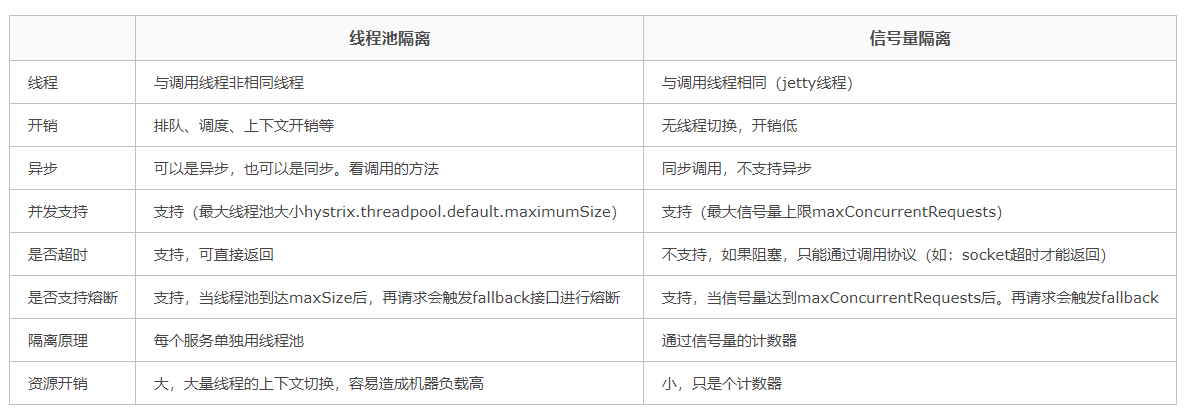 线程池隔离 信号量隔离
线程 与调用线程非相同线程 与调用线程相同（jetty线程）
开销 排队、调度、上下文开销等 无线程切换，开销低
异步 可以是异步，也可以是同步。看调用的方法 同步调用，不支持异步
并发支持 支持（最大线程池大小hystrix.threadpool.default.maximumSize） 支持（最大信号量上限maxConcurrentRequests）
是否超时 支持，可直接返回 不支持，如果阻塞，只能通过调用协议（如：socket超时才能返回）
是否支持熔断 支持，当线程池到达maxSize后，再请求会触发fallback接口进行熔断 支持，当信号量达到maxConcurrentRequests后。再请求会触发fallback
隔离原理 每个服务单独用线程池 通过信号量的计数器
资源开销 大，大量线程的上下文切换，容易造成机器负载高 小，只是个计数器